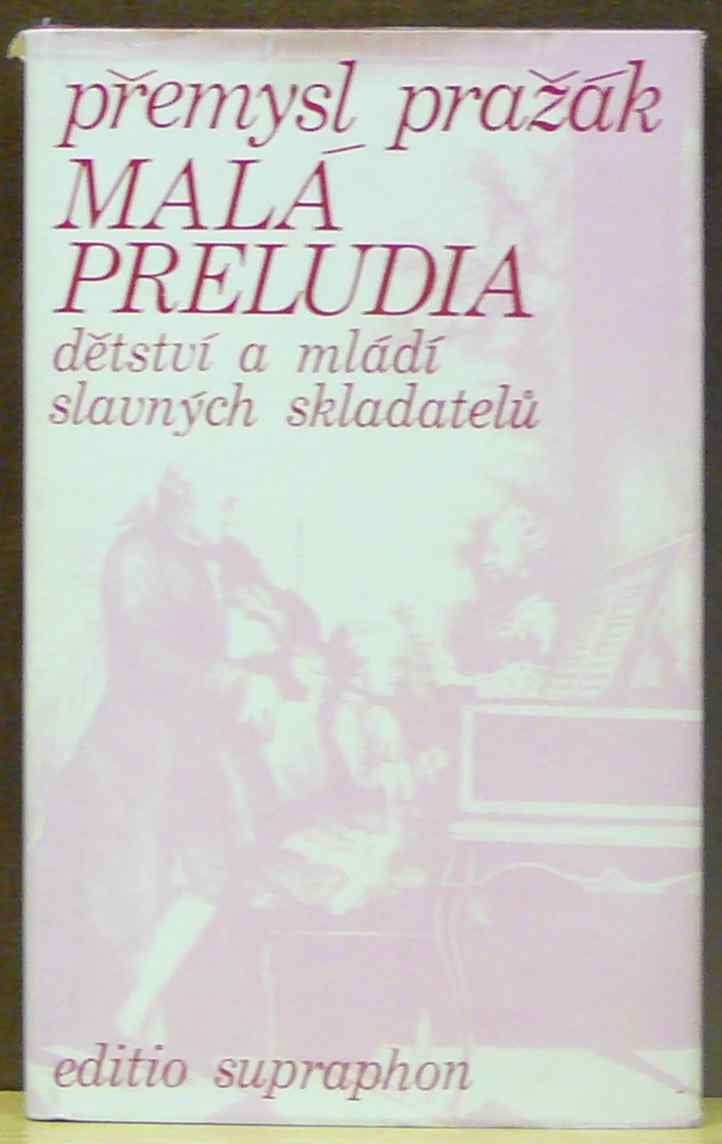 přemysl pražák
MALÁ
PRELUDIA
dětství a mládí
slavných skladatelů
editio supraphon